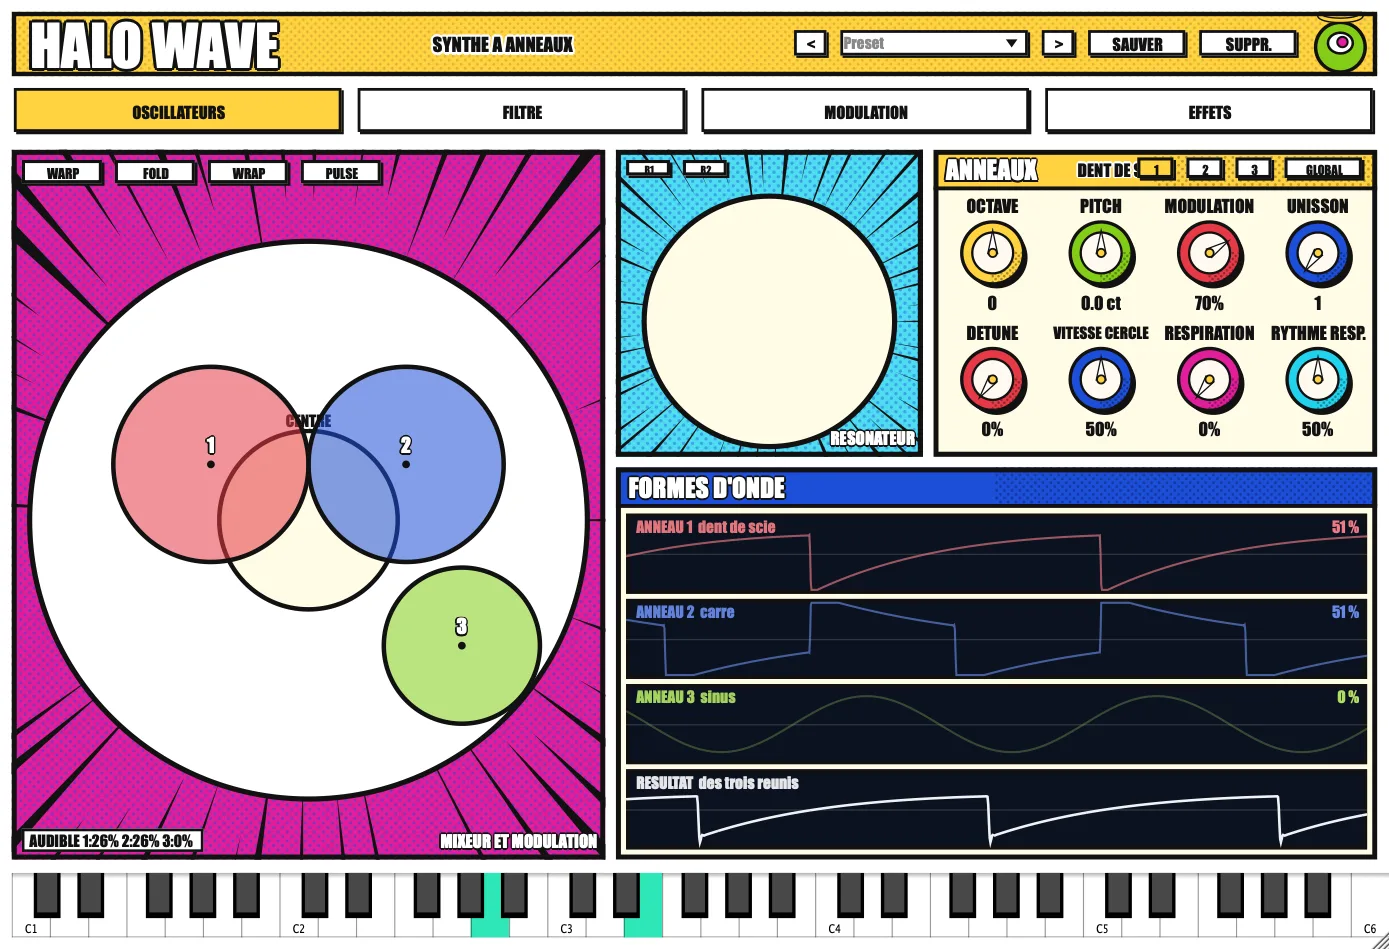 HALO WAVE
SYNTHE A ANNEAUX
<
Preset
>
SAUVER
SUPPR.
OSCILLATEURS
FILTRE
MODULATION
EFFETS
WARP
FOLD
WRAP
PULSE
CENTRE
1
2
3
AUDIBLE 1:26% 2:26% 3:0%
MIXEUR ET MODULATION
R1
R2
RESONATEUR
ANNEAUX
DENT DE S
1
2
3
GLOBAL
OCTAVE
PITCH
MODULATION
UNISSON
0
0.0 ct
70%
1
DETUNE
VITESSE CERCLE
RESPIRATION
RYTHME RESP.
0%
50%
0%
50%
FORMES D'ONDE
ANNEAU 1 dent de scie
51 %
ANNEAU 2 carre
51 %
ANNEAU 3 sinus
0 %
RESULTAT des trois reunis
C1
C2
C3
C4
C5
C6